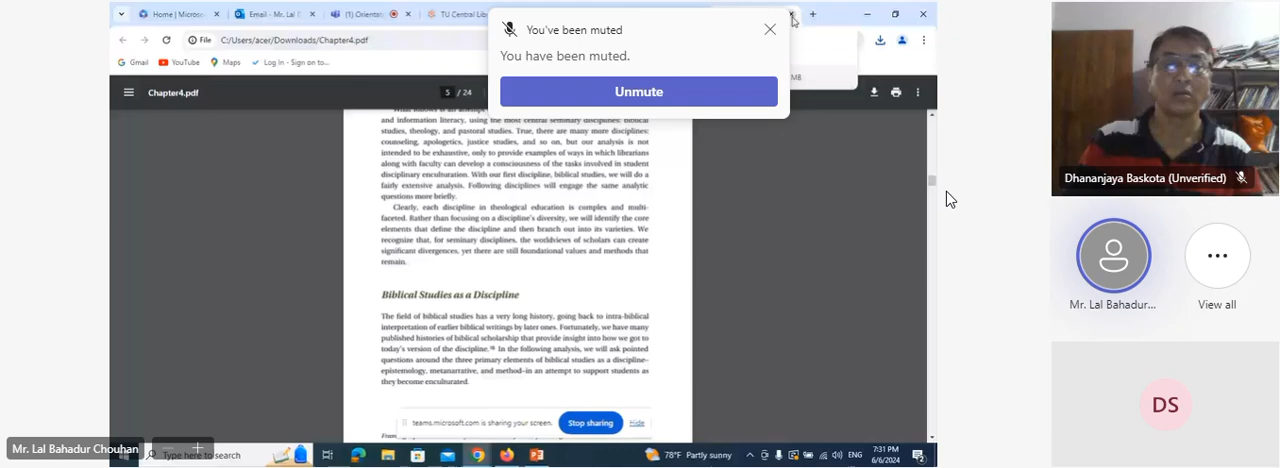 Home | Microso
Email - Mr. Lal B
(1) Orientat
TU Central Lib
File C:/Users/acer/Downloads/Chapter4.pdf
Gmail YouTube Maps Log In - Sign on to...
You've been muted
You have been muted.
Unmute
MB
Chapter4.pdf
5 / 24
and information literacy, using the most central seminary disciplines: biblical
studies, theology, and pastoral studies. True, there are many more disciplines:
counseling, apologetics, justice studies, and so on, but our analysis is not
intended to be exhaustive, only to provide examples of ways in which librarians
along with faculty can develop a consciousness of the tasks involved in student
disciplinary enculturation. With our first discipline, biblical studies, we will do a
fairly extensive analysis. Following disciplines will engage the same analytic
questions more briefly.
Clearly, each discipline in theological education is complex and multi-
faceted. Rather than focusing on a discipline's diversity, we will identify the core
elements that define the discipline and then branch out into its varieties. We
recognize that, for seminary disciplines, the worldviews of scholars can create
significant divergences, yet there are still foundational values and methods that
remain.
Biblical Studies as a Discipline
The field of biblical studies has a very long history, going back to intra-biblical
interpretation of earlier biblical writings by later ones. Fortunately, we have many
published histories of biblical scholarship that provide insight into how we got to
today's version of the discipline. In the following analysis, we will ask pointed
questions around the three primary elements of biblical studies as a discipline–
epistemology, metanarrative, and method–in an attempt to support students as
they become enculturated.
teams.microsoft.com is sharing your screen.
Stop sharing
Hide
Mr. Lal Bahadur Chouhan
Type here to search
78°F Partly sunny
ENG
7:31 PM
6/6/2024
Dhananjaya Baskota (Unverified)
Mr. Lal Bahadur...
View all
DS